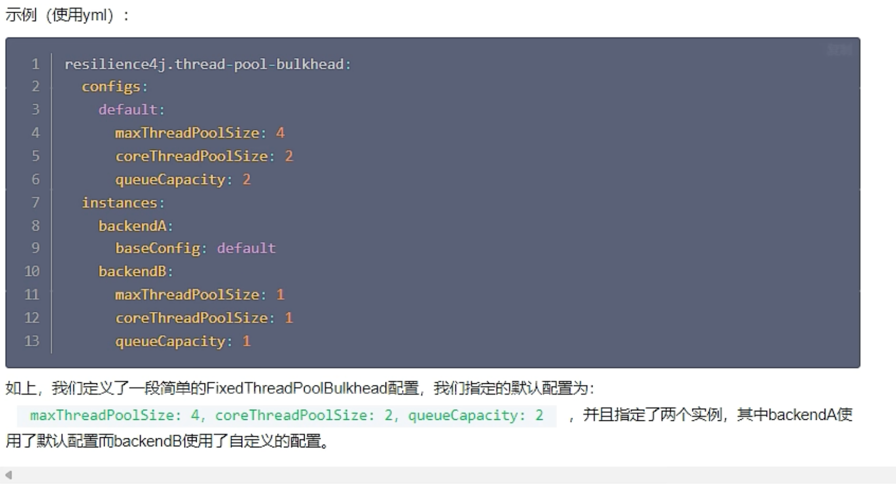 示例（使用yml）：
1 resilience4j.thread-pool-bulkhead:
2   configs:
3     default:
4       maxThreadPoolSize: 4
5       coreThreadPoolSize: 2
6       queueCapacity: 2
7   instances:
8     backendA:
9       baseConfig: default
10     backendB:
11       maxThreadPoolSize: 1
12       coreThreadPoolSize: 1
13       queueCapacity: 1
如上，我们定义了一段简单的FixedThreadPoolBulkhead配置，我们指定的默认配置为：
maxThreadPoolSize: 4, coreThreadPoolSize: 2, queueCapacity: 2 ，并且指定了两个实例，其中backendA使
用了默认配置而backendB使用了自定义的配置。